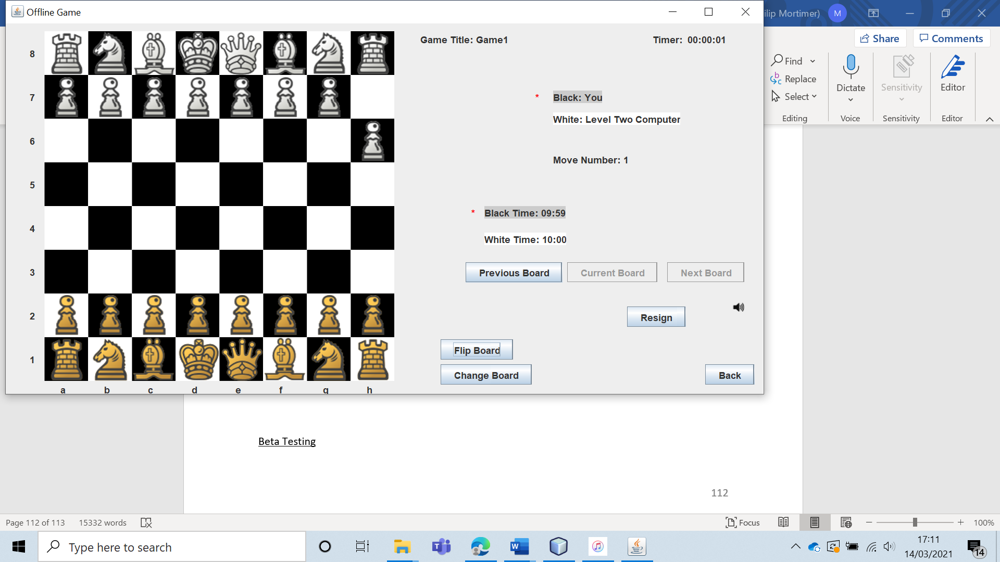 Offline Game
ilip Mortimer)
M
Share
Comments
Find
Replace
Select
Dictate
Sensitivity
Editor
Editing
Voice
Sensitivity
Editor
Game Title: Game1
Timer: 00:00:01
* Black: You
White: Level Two Computer
Move Number: 1
* Black Time: 09:59
White Time: 10:00
Previous Board
Current Board
Next Board
Resign
Flip Board
Change Board
Back
8
7
6
5
4
3
2
1
a b c d e f g h
Beta Testing
112
Page 112 of 113
15332 words
Focus
100%
Type here to search
17:11
14/03/2021
14